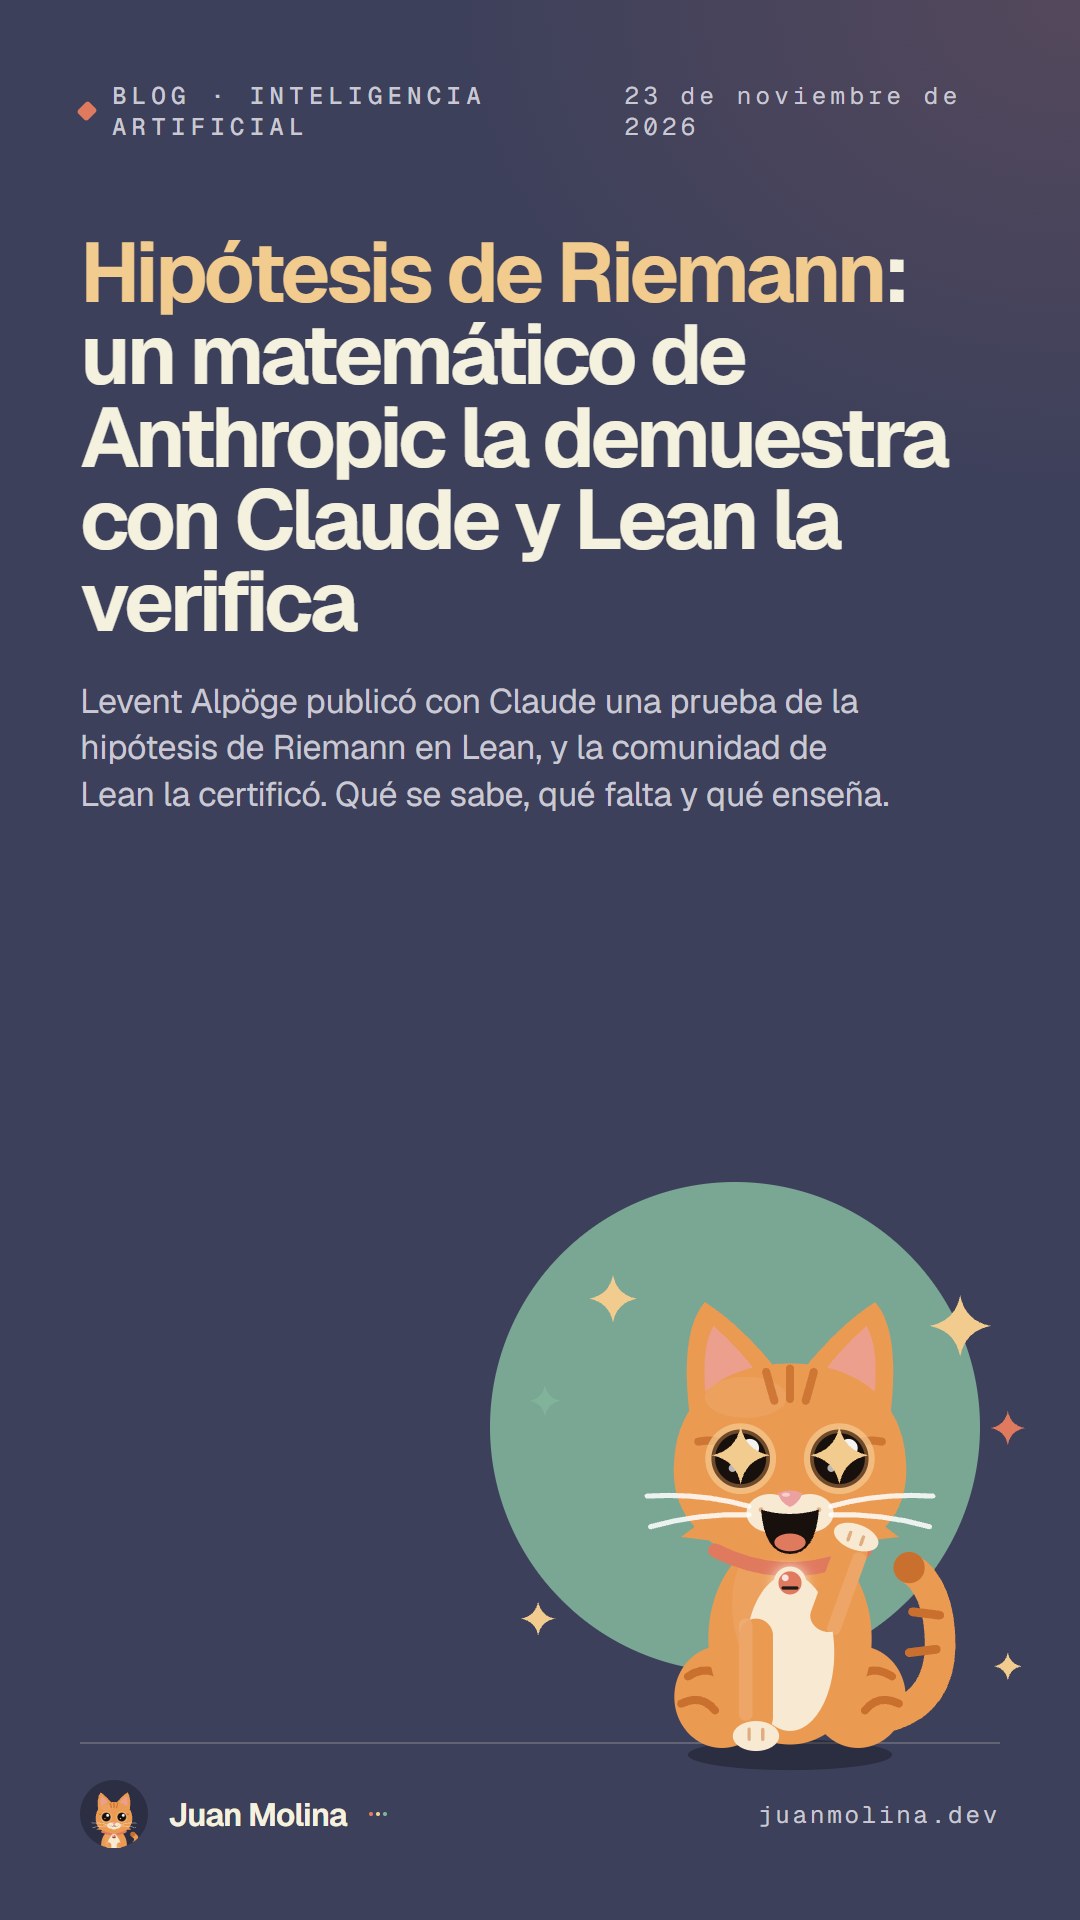 BLOG · INTELIGENCIA
ARTIFICIAL
23 de noviembre de
2026
Hipótesis de Riemann:
un matemático de
Anthropic la demuestra
con Claude y Lean la
verifica
Levent Alpöge publicó con Claude una prueba de la
hipótesis de Riemann en Lean, y la comunidad de
Lean la certificó. Qué se sabe, qué falta y qué enseña.
Juan Molina
juanmolina.dev